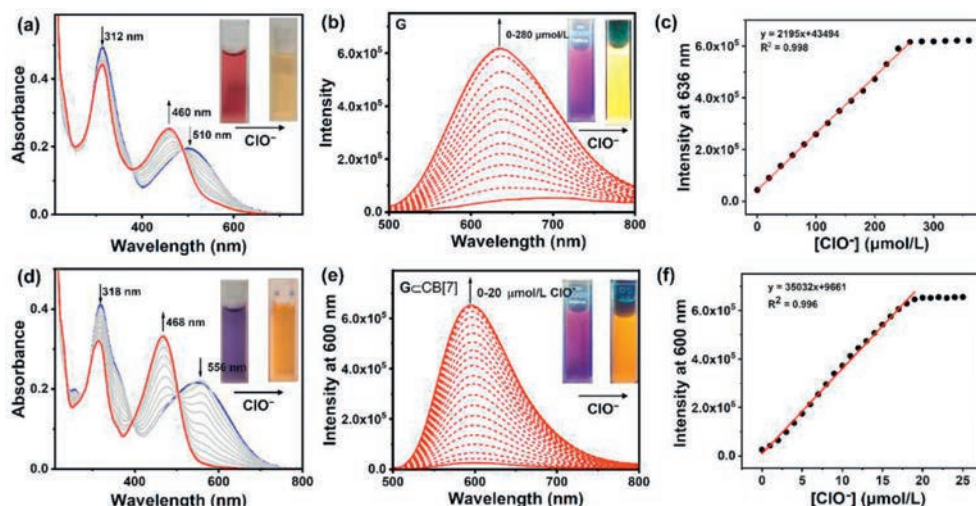 (a)
312 nm
460 nm
510 nm
ClO⁻
Absorbance
0.4
0.2
0.0
400
600
Wavelength (nm)
(b)
G
0-280 μmol/L
ClO⁻
Intensity
6.0x10⁵
4.0x10⁵
2.0x10⁵
0.0
500
600
700
800
Wavelength (nm)
(c)
y = 2195x+43494
R² = 0.998
Intensity at 636 nm
6.0x10⁵
4.0x10⁵
2.0x10⁵
0.0
0
100
200
300
[ClO⁻] (μmol/L)
(d)
318 nm
468 nm
556 nm
ClO⁻
Absorbance
0.4
0.2
0.0
400
600
800
Wavelength (nm)
(e)
G⊂CB[7]
0-20 μmol/L ClO⁻
ClO⁻
Intensity at 600 nm
6.0x10⁵
4.0x10⁵
2.0x10⁵
0.0
500
600
700
800
Wavelength (nm)
(f)
y = 35032x+9661
R² = 0.996
Intensity at 600 nm
6.0x10⁵
4.0x10⁵
2.0x10⁵
0.0
0
5
10
15
20
25
[ClO⁻] (μmol/L)